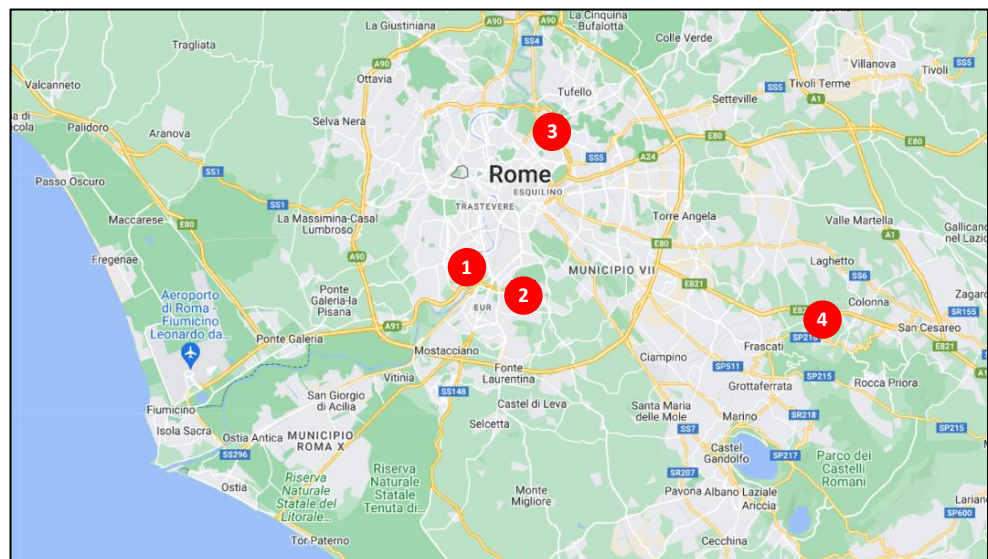 La Giustiniana
A90
La Cinquina
- Bufalotta
Colle Verde
Tragliata
SS4
A90
SS5
Villanova
Ottavia
A90
Tivoli Terme
Tivoli
SS5
Valcanneto
Tufello
Setteville
SS5
A1
Palidoro
Aranova
Selva Nera
3
E80
E80
SS5
A24
SS1
Rome
ESQUILINO
Passo Oscuro
SS1
TRASTEVERE
Maccarese
E80
La Massimina-Casal
Lumbroso
Torre Angela
Valle Martella
Gallicano
nel Lazio
A1
E80
Fregenae
A90
1
MUNICIPIO VII
Laghetto
SS6
Aeroporto
di Roma -
Fiumicino
Leonardo da...
Ponte
Galeria-la
Pisana
2
E821
Colonna
Zagaro
EUR
4
SR155
A91
SP216
San Cesareo
Ponte Galeria
Mostacciano
Frascati
E821
Ciampino
SP511
Fonte
Laurentina
SP215
Rocca Priora
A1
Vitinia
SS148
Grottaferrata
Fiumicino
San Giorgio
di Acilia
Castel di Leva
Santa Maria
delle Mole
Marino
SR218
SP215
Isola Sacra
Ostia Antica
MUNICIPIO
ROMA X
Selcetta
SS7
SS296
Castel
Gandolfo
SP217
Parco dei
Castelli
Romani
Ostia
Riserva
Naturale
Statale del
Litorale...
Riserva
Naturale
Statale
Tenuta di...
SR207
Monte
Migliore
Pavona
Albano Laziale
Ariccia
Lariano
SP600
Tor Paterno
Cecchina